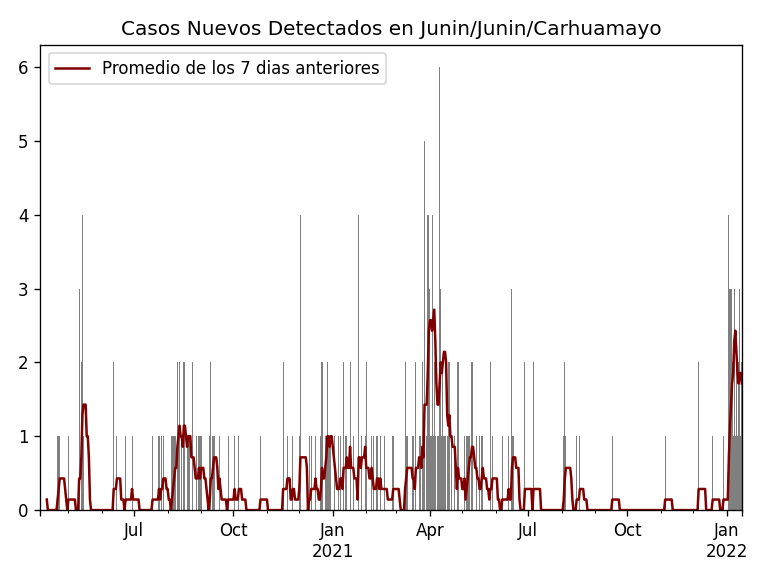 Casos Nuevos Detectados en Junin/Junin/Carhuamayo
Promedio de los 7 dias anteriores
6
5
4
3
2
1
0
Jul
Oct
Jan
2021
Apr
Jul
Oct
Jan
2022